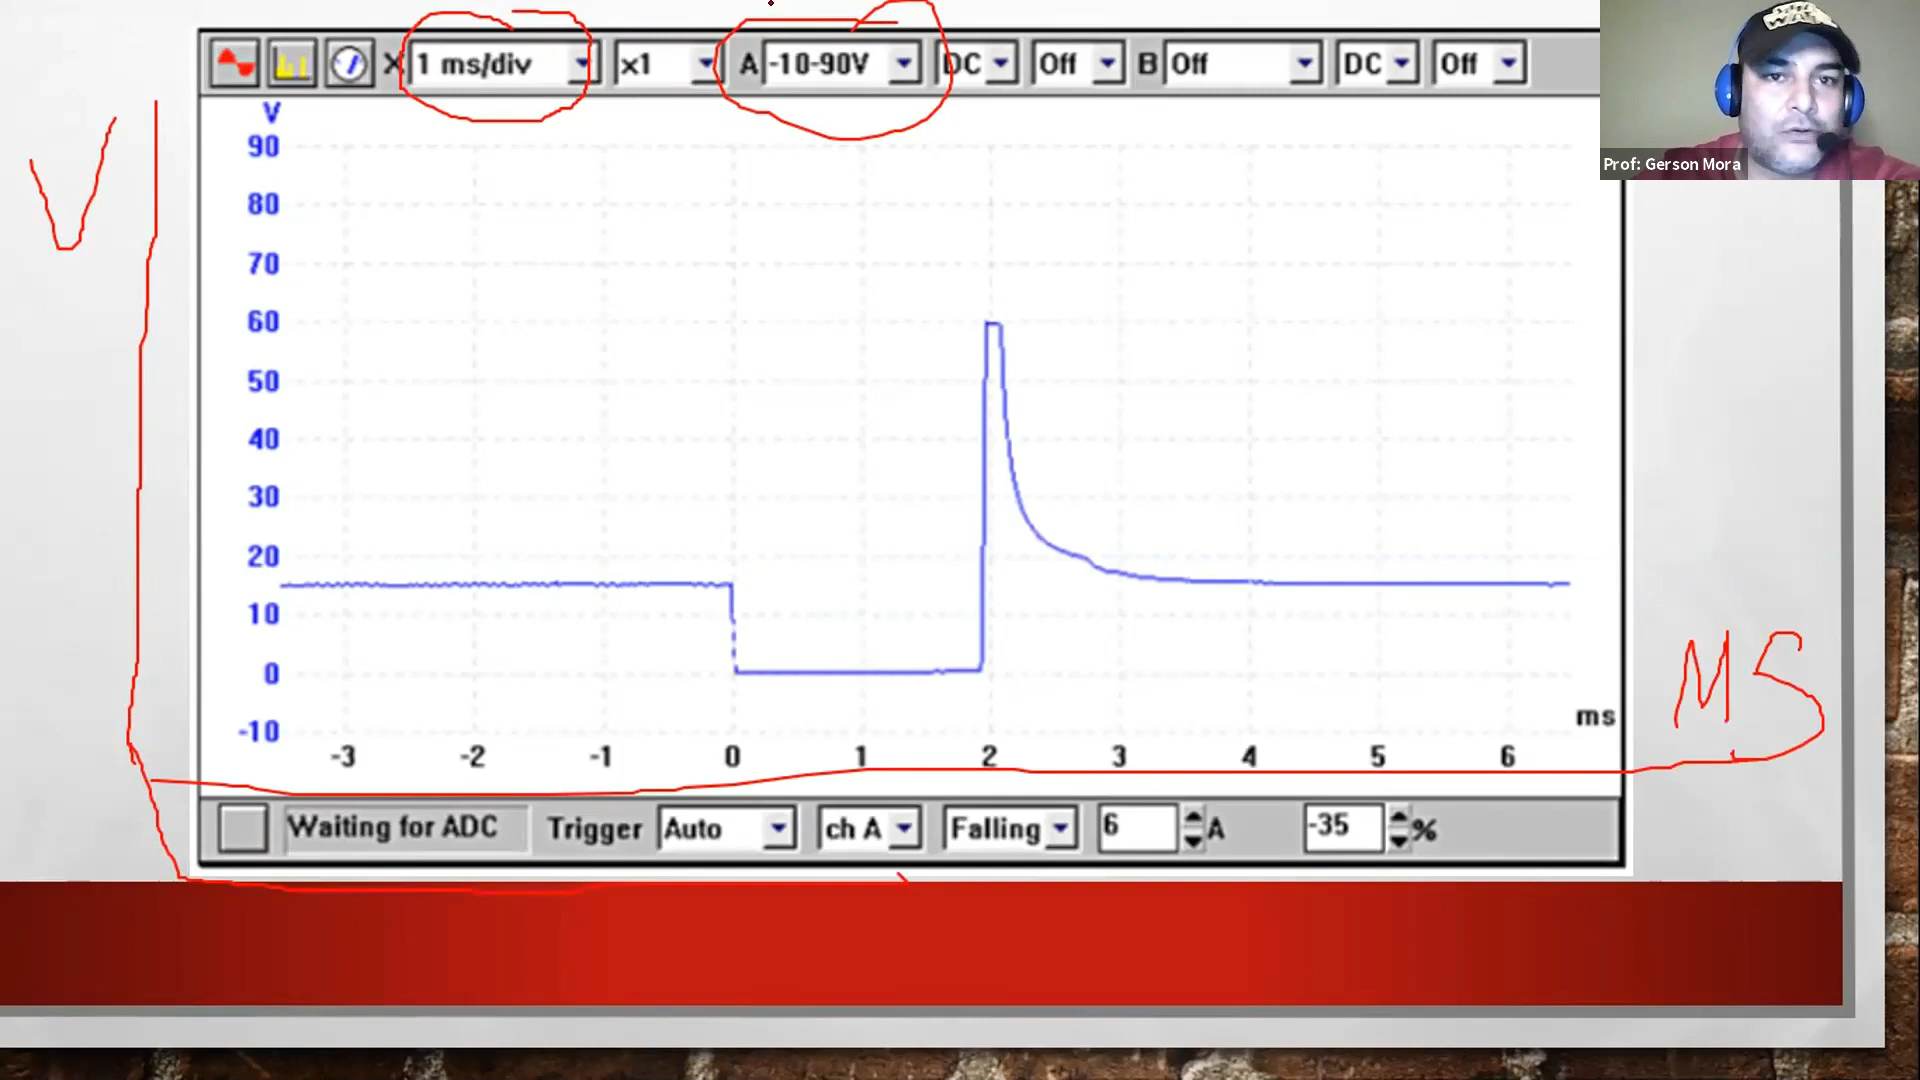 X 1 ms/div x1 A -10-90V DC Off B Off DC Off
V
90
80
70
60
50
40
30
20
10
0
-10
ms
-3 -2 -1 0 1 2 3 4 5 6
Waiting for ADC Trigger Auto ch A Falling 6 A -35 %
V
MS
Prof: Gerson Mora